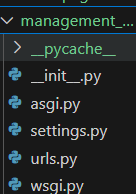 management_...
__pycache__
__init__.py
asgi.py
settings.py
urls.py
wsgi.py